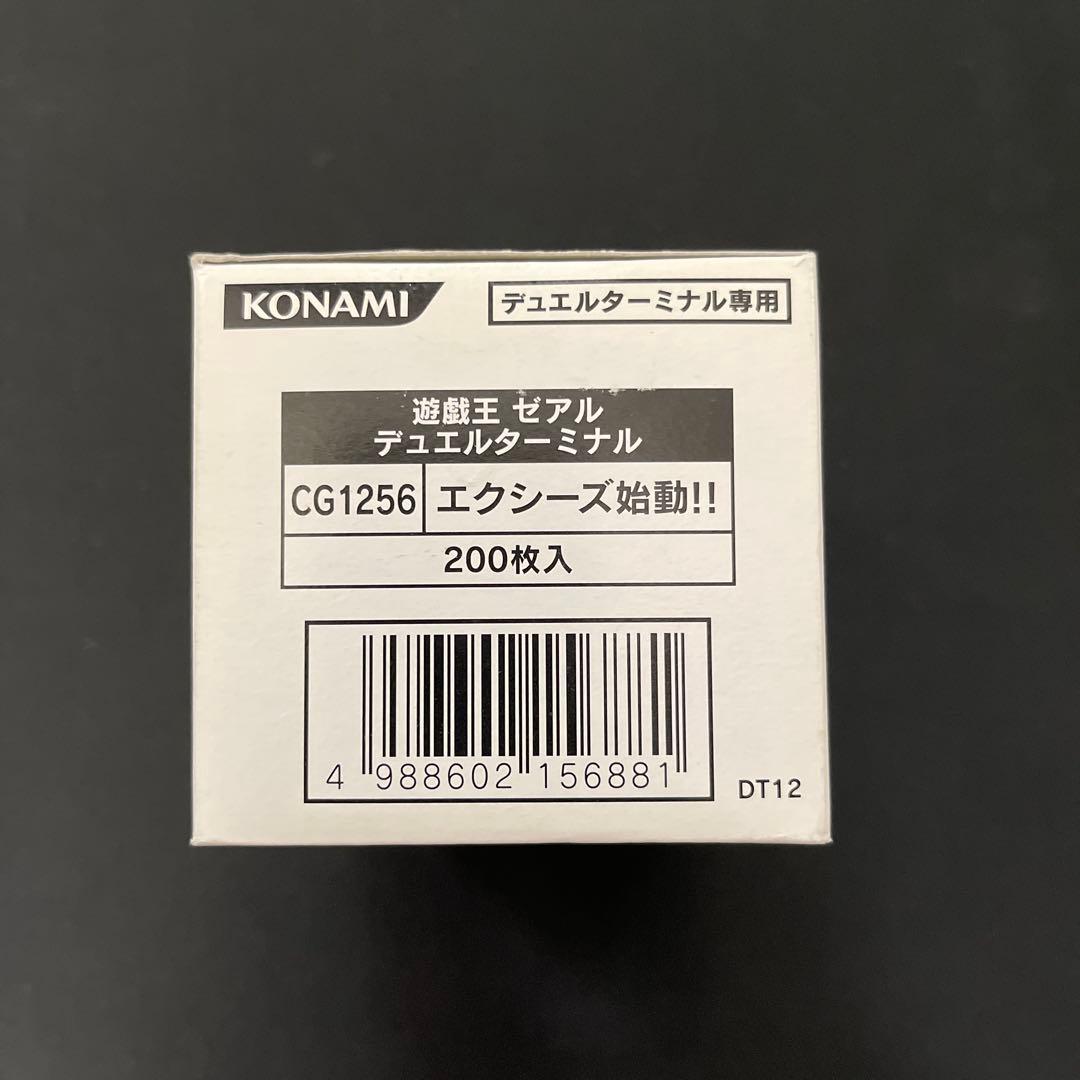 KONAMI
デュエルターミナル専用
遊戯王 ゼアル
デュエルターミナル
CG1256 エクシーズ始動!!
200枚入
4 988602 156881
DT12